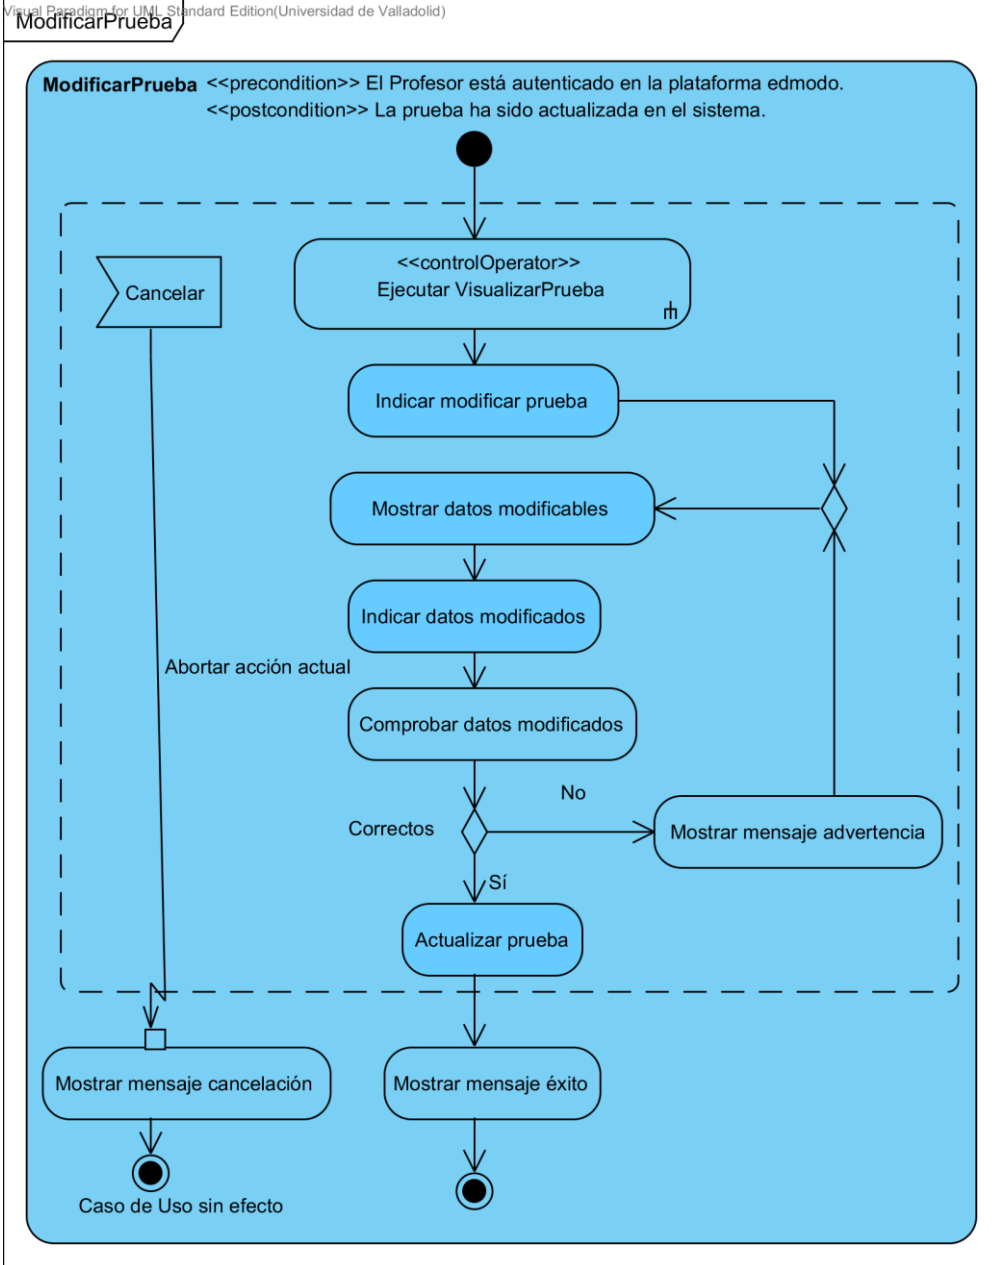 Visual Paradigm for UML Standard Edition(Universidad de Valladolid)
ModificarPrueba
ModificarPrueba <<precondition>> El Profesor está autenticado en la plataforma edmodo.
<<postcondition>> La prueba ha sido actualizada en el sistema.
<<controlOperator>>
Ejecutar VisualizarPrueba
Cancelar
Indicar modificar prueba
Mostrar datos modificables
Indicar datos modificados
Abortar acción actual
Comprobar datos modificados
No
Correctos
Mostrar mensaje advertencia
Sí
Actualizar prueba
Mostrar mensaje cancelación
Mostrar mensaje éxito
Caso de Uso sin efecto